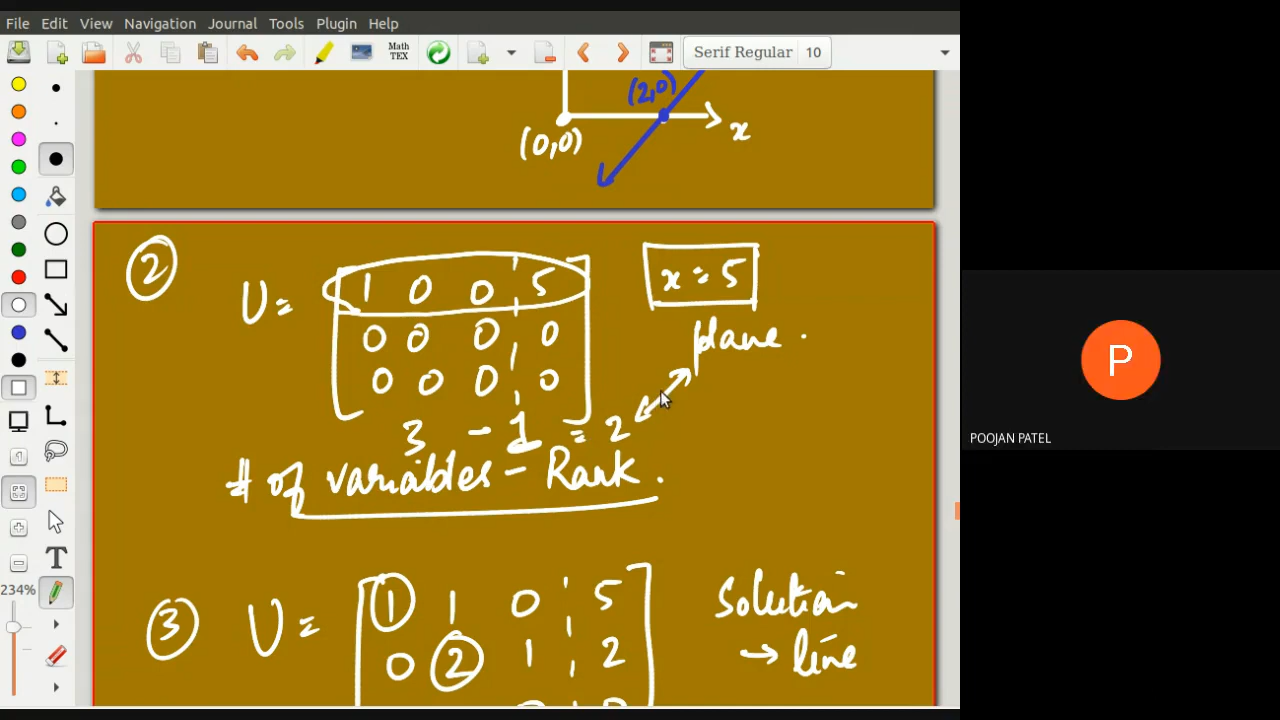 File Edit View Navigation Journal Tools Plugin Help
Math TEX Serif Regular 10
(2,0)
(0,0) x
② U = 1 0 0 5 x = 5
0 0 0 0 plane.
0 0 0 0
3 - 1 = 2
# of variables - Rank.
③ U = 1 1 0 5 Solution
0 2 1 2 → line
234%
P
POOJAN PATEL